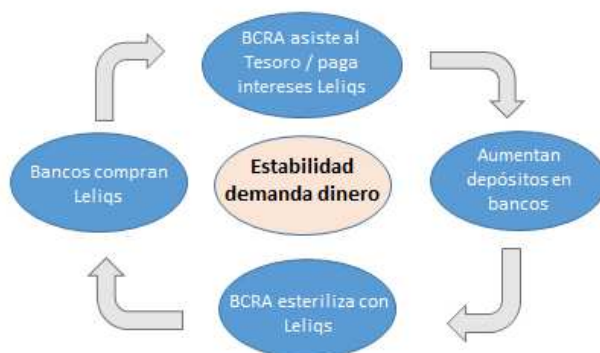 BCRA asiste al
Tesoro / paga
intereses Leliqs
Bancos compran
Leliqs
Estabilidad
demanda dinero
Aumentan
depósitos en
bancos
BCRA esteriliza con
Leliqs